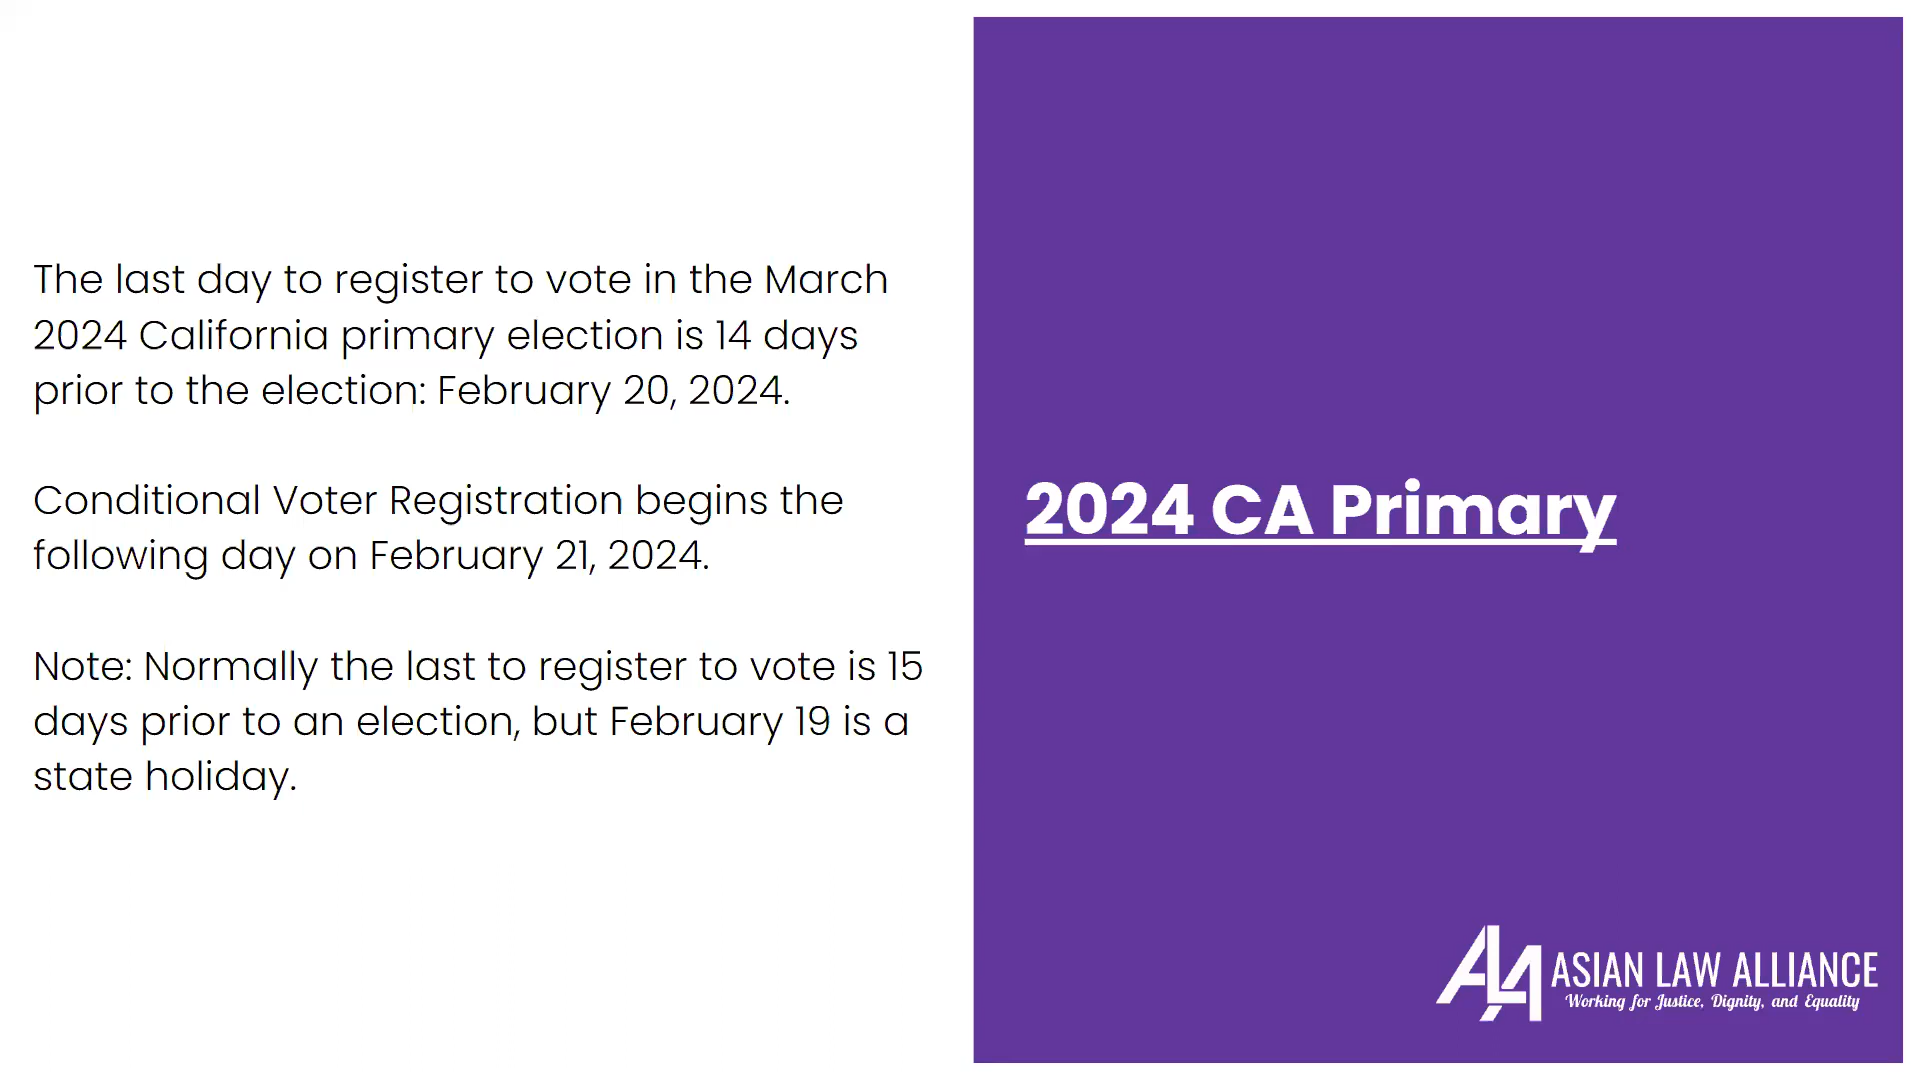 The last day to register to vote in the March
2024 California primary election is 14 days
prior to the election: February 20, 2024.
Conditional Voter Registration begins the
following day on February 21, 2024.
Note: Normally the last to register to vote is 15
days prior to an election, but February 19 is a
state holiday.
2024 CA Primary
ALA
ASIAN LAW ALLIANCE
Working for Justice, Dignity, and Equality